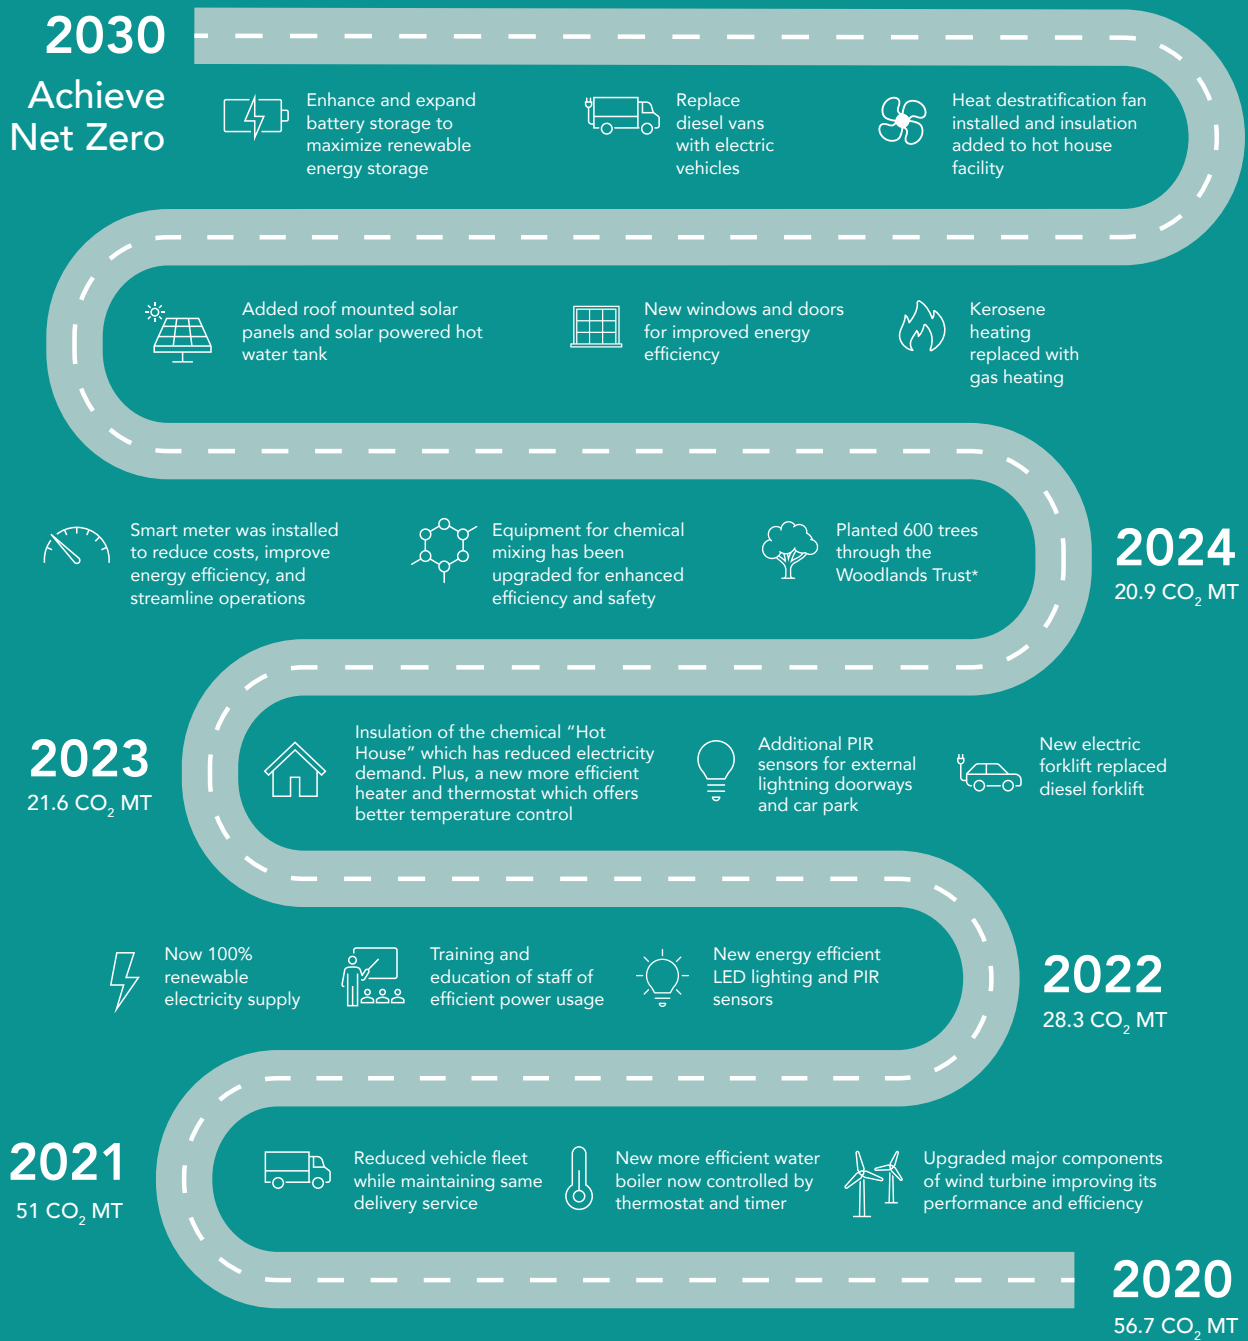 2030
Achieve
Net Zero
Enhance and expand
battery storage to
maximize renewable
energy storage
Replace
diesel vans
with electric
vehicles
Heat destratification fan
installed and insulation
added to hot house
facility
Added roof mounted solar
panels and solar powered hot
water tank
New windows and doors
for improved energy
efficiency
Kerosene
heating
replaced with
gas heating
Smart meter was installed
to reduce costs, improve
energy efficiency, and
streamline operations
Equipment for chemical
mixing has been
upgraded for enhanced
efficiency and safety
Planted 600 trees
through the
Woodlands Trust*
2024
20.9 CO₂ MT
2023
21.6 CO₂ MT
Insulation of the chemical “Hot
House” which has reduced electricity
demand. Plus, a new more efficient
heater and thermostat which offers
better temperature control
Additional PIR
sensors for external
lightning doorways
and car park
New electric
forklift replaced
diesel forklift
Now 100%
renewable
electricity supply
Training and
education of staff of
efficient power usage
New energy efficient
LED lighting and PIR
sensors
2022
28.3 CO₂ MT
2021
51 CO₂ MT
Reduced vehicle fleet
while maintaining same
delivery service
New more efficient water
boiler now controlled by
thermostat and timer
Upgraded major components
of wind turbine improving its
performance and efficiency
2020
56.7 CO₂ MT